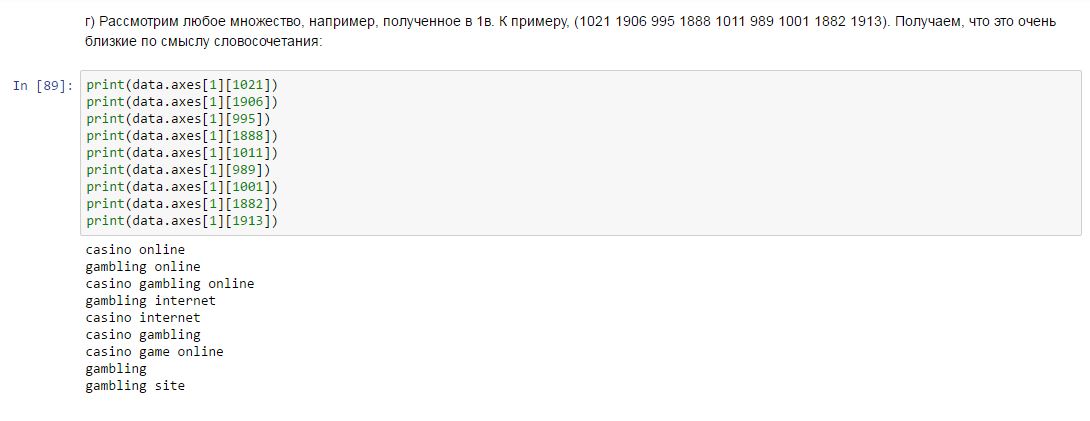 г) Рассмотрим любое множество, например, полученное в 1в. К примеру, (1021 1906 995 1888 1011 989 1001 1882 1913). Получаем, что это очень
близкие по смыслу словосочетания:
In [89]:
print(data.axes[1][1021])
print(data.axes[1][1906])
print(data.axes[1][995])
print(data.axes[1][1888])
print(data.axes[1][1011])
print(data.axes[1][989])
print(data.axes[1][1001])
print(data.axes[1][1882])
print(data.axes[1][1913])
casino online
gambling online
casino gambling online
gambling internet
casino internet
casino gambling
casino game online
gambling
gambling site